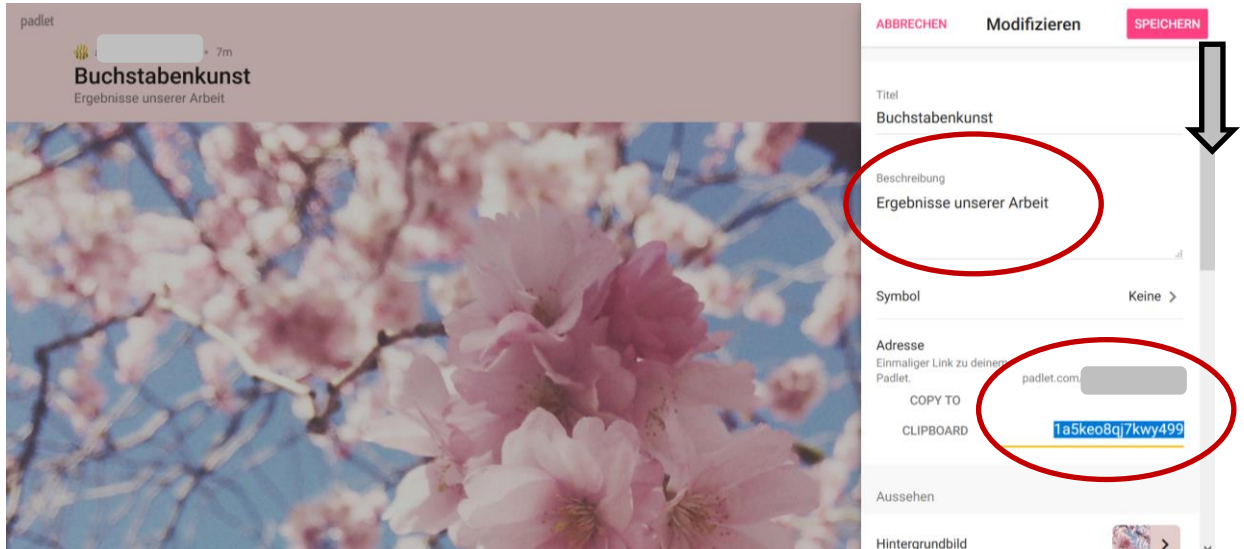 padlet
7m
Buchstabenkunst
Ergebnisse unserer Arbeit
ABBRECHEN Modifizieren SPEICHERN
Titel
Buchstabenkunst
Beschreibung
Ergebnisse unserer Arbeit
Symbol Keine
Adresse
Einmaliger Link zu deinem
Padlet.
padlet.com/
COPY TO
CLIPBOARD
1a5keo8qj7kwy499
Aussehen
Hintergrundbild